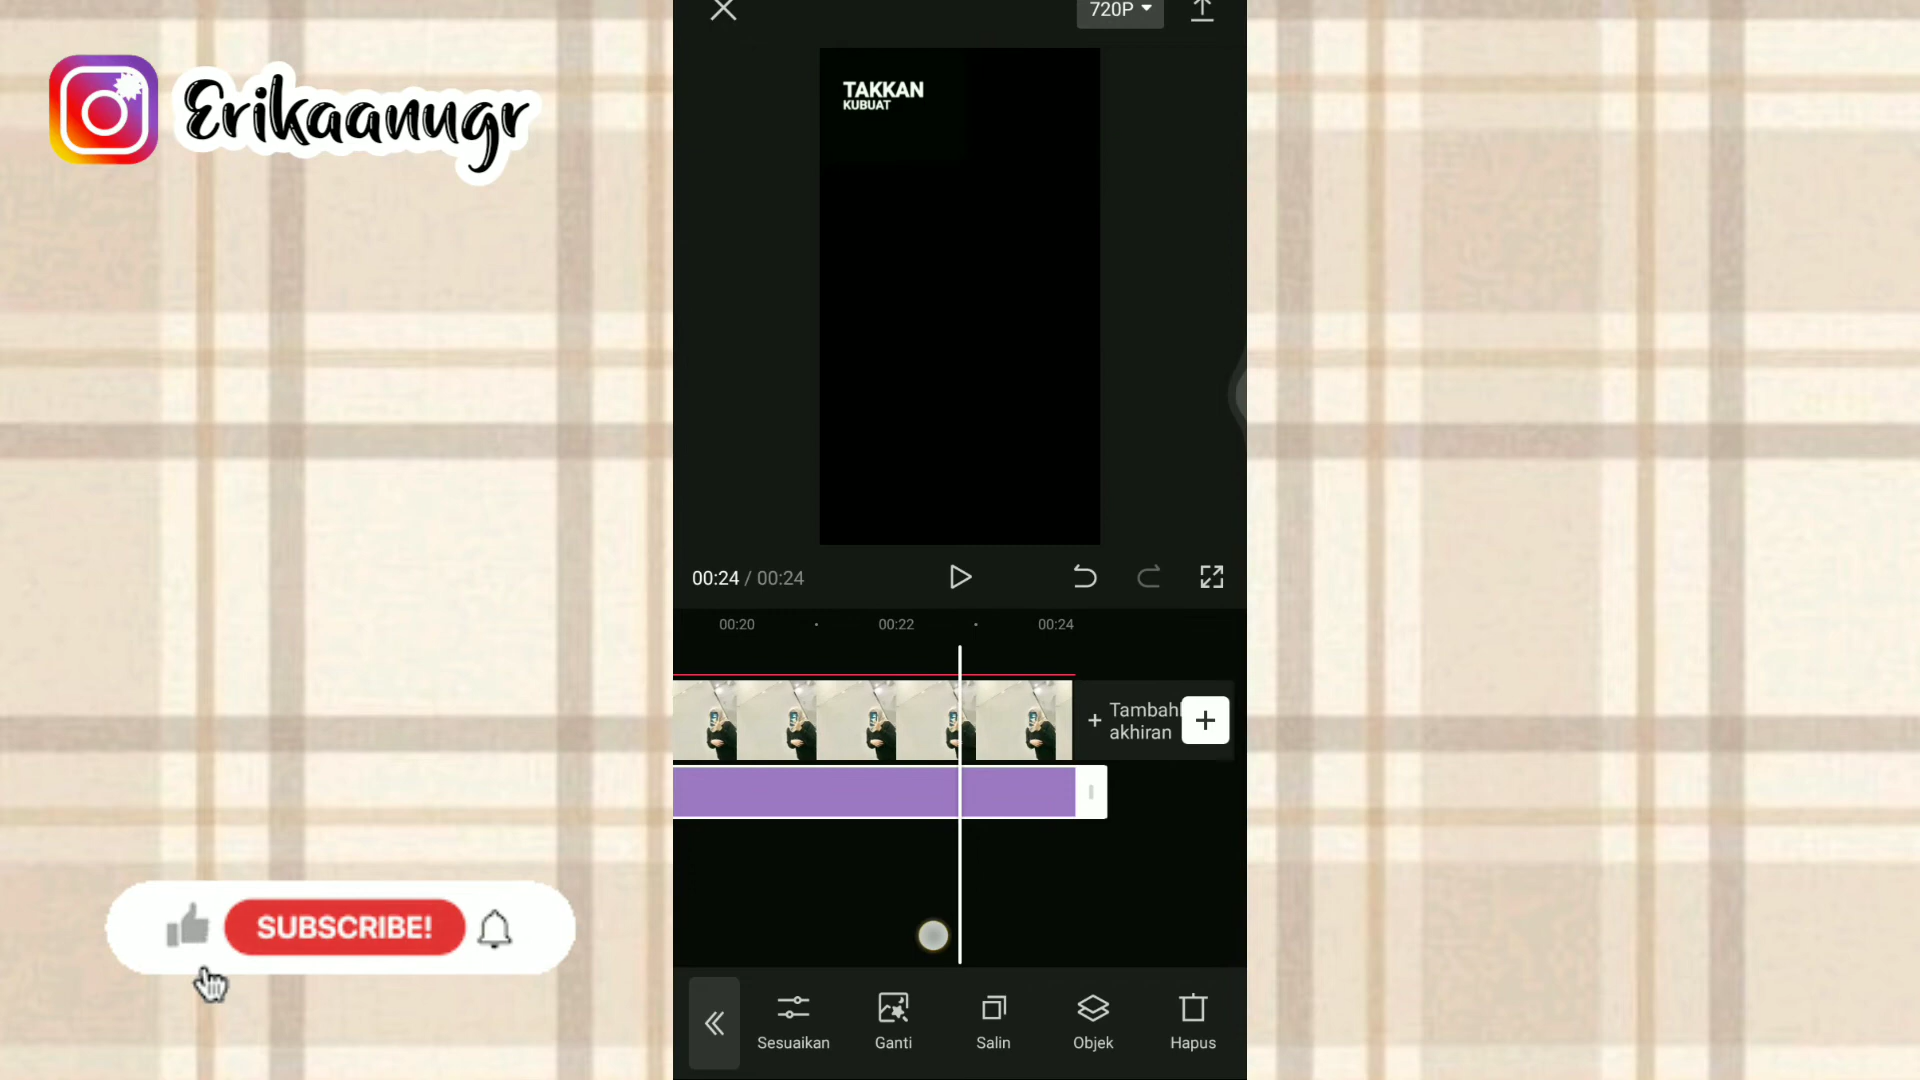 Erikaanugr
720P
TAKKAN
KUBUAT
00:24 / 00:24
00:20
00:22
00:24
+ Tambah
akhiran
SUBSCRIBE!
Sesuaikan
Ganti
Salin
Objek
Hapus